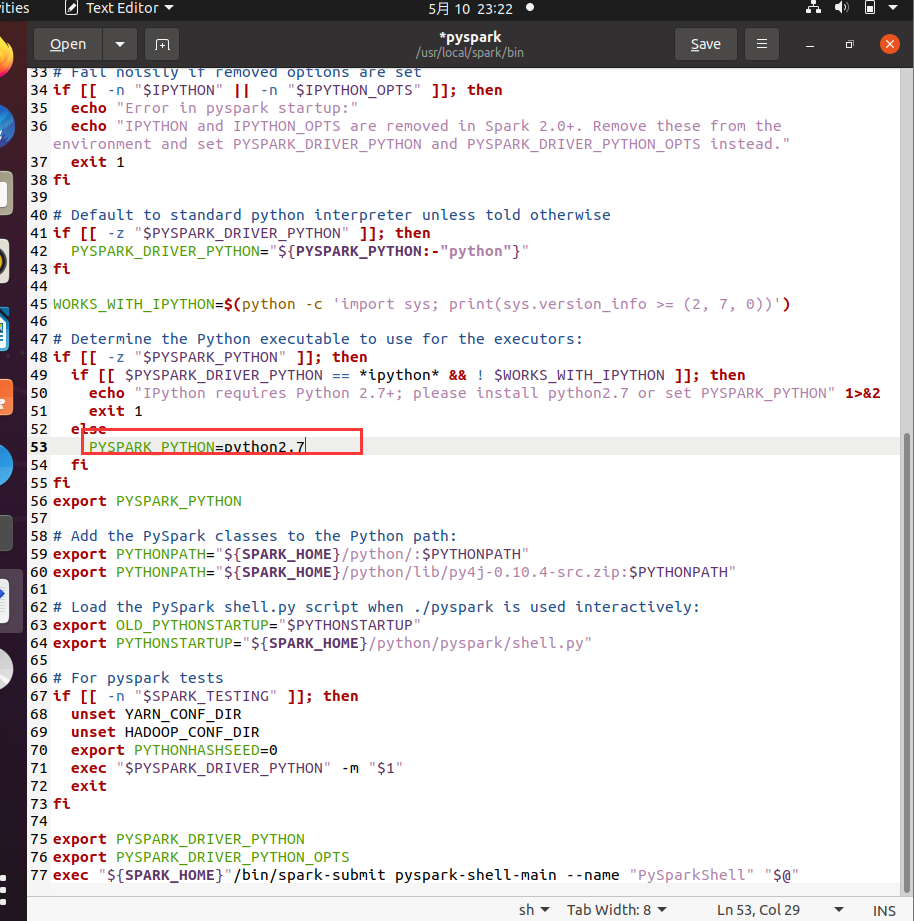 ities
Text Editor
5月 10 23:22
Open
*pyspark
/usr/local/spark/bin
Save
33 # Fail noisily if removed options are set
34 if [[ -n "$IPYTHON" || -n "$IPYTHON_OPTS" ]]; then
35   echo "Error in pyspark startup:"
36   echo "IPYTHON and IPYTHON_OPTS are removed in Spark 2.0+. Remove these from the
environment and set PYSPARK_DRIVER_PYTHON and PYSPARK_DRIVER_PYTHON_OPTS instead."
37   exit 1
38 fi
39
40 # Default to standard python interpreter unless told otherwise
41 if [[ -z "$PYSPARK_DRIVER_PYTHON" ]]; then
42   PYSPARK_DRIVER_PYTHON="${PYSPARK_PYTHON:-"python"}"
43 fi
44
45 WORKS_WITH_IPYTHON=$(python -c 'import sys; print(sys.version_info >= (2, 7, 0))')
46
47 # Determine the Python executable to use for the executors:
48 if [[ -z "$PYSPARK_PYTHON" ]]; then
49   if [[ $PYSPARK_DRIVER_PYTHON == *ipython* && ! $WORKS_WITH_IPYTHON ]]; then
50     echo "IPython requires Python 2.7+; please install python2.7 or set PYSPARK_PYTHON" 1>&2
51     exit 1
52   else
53     PYSPARK_PYTHON=python2.7
54   fi
55 fi
56 export PYSPARK_PYTHON
57
58 # Add the PySpark classes to the Python path:
59 export PYTHONPATH="${SPARK_HOME}/python/:$PYTHONPATH"
60 export PYTHONPATH="${SPARK_HOME}/python/lib/py4j-0.10.4-src.zip:$PYTHONPATH"
61
62 # Load the PySpark shell.py script when ./pyspark is used interactively:
63 export OLD_PYTHONSTARTUP="$PYTHONSTARTUP"
64 export PYTHONSTARTUP="${SPARK_HOME}/python/pyspark/shell.py"
65
66 # For pyspark tests
67 if [[ -n "$SPARK_TESTING" ]]; then
68   unset YARN_CONF_DIR
69   unset HADOOP_CONF_DIR
70   export PYTHONHASHSEED=0
71   exec "$PYSPARK_DRIVER_PYTHON" -m "$1"
72   exit
73 fi
74
75 export PYSPARK_DRIVER_PYTHON
76 export PYSPARK_DRIVER_PYTHON_OPTS
77 exec "${SPARK_HOME}"/bin/spark-submit pyspark-shell-main --name "PySparkShell" "$@"
sh
Tab Width: 8
Ln 53, Col 29
INS